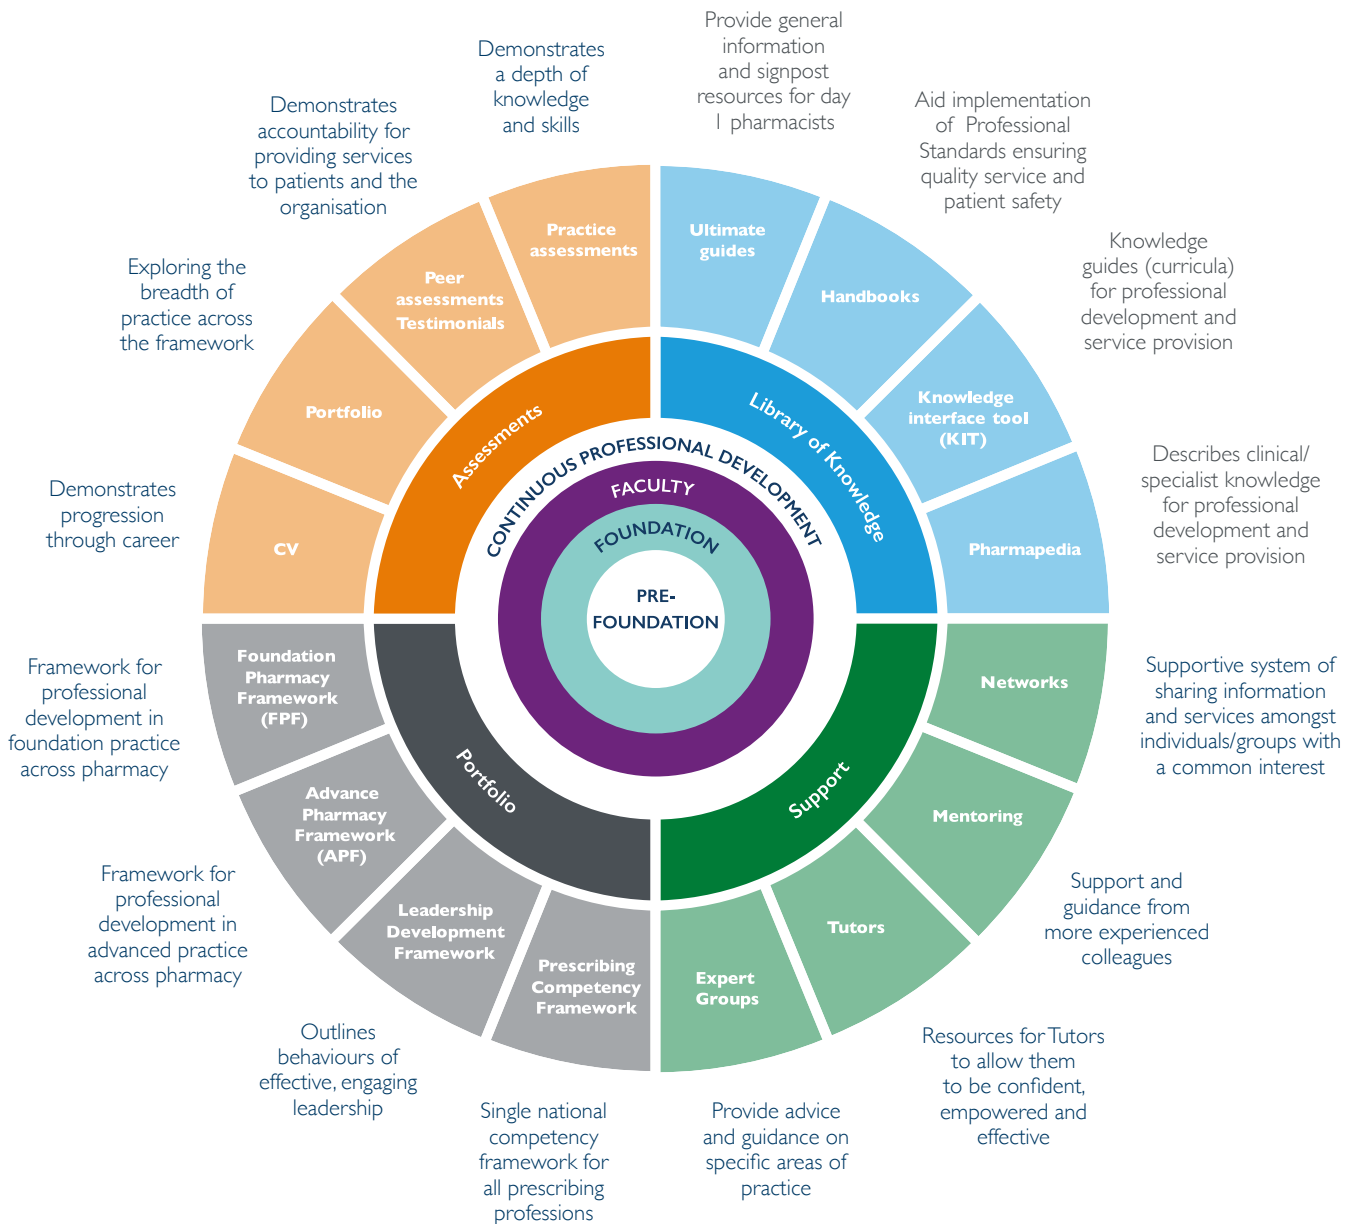 Provide general
information
and signpost
resources for day
1 pharmacists
Demonstrates
a depth of
knowledge
and skills
Demonstrates
accountability for
providing services
to patients and the
organisation
Aid implementation
of Professional
Standards ensuring
quality service and
patient safety
Exploring the
breadth of
practice across
the framework
Knowledge
guides (curricula)
for professional
development and
service provision
Demonstrates
progression
through career
Describes clinical/
specialist knowledge
for professional
development and
service provision
Practice
assessments
Peer
assessments
Testimonials
Portfolio
CV
Ultimate
guides
Handbooks
Knowledge
interface tool
(KIT)
Pharmapedia
Assessments
Library of Knowledge
CONTINUOUS PROFESSIONAL DEVELOPMENT
FACULTY
FOUNDATION
PRE-
FOUNDATION
Portfolio
Support
Foundation
Pharmacy
Framework
(FPF)
Advance
Pharmacy
Framework
(APF)
Leadership
Development
Framework
Prescribing
Competency
Framework
Networks
Mentoring
Tutors
Expert
Groups
Framework for
professional
development in
foundation practice
across pharmacy
Supportive system of
sharing information
and services amongst
individuals/groups with
a common interest
Framework for
professional
development in
advanced practice
across pharmacy
Support and
guidance from
more experienced
colleagues
Outlines
behaviours of
effective, engaging
leadership
Resources for Tutors
to allow them
to be confident,
empowered and
effective
Single national
competency
framework for
all prescribing
professions
Provide advice
and guidance on
specific areas of
practice